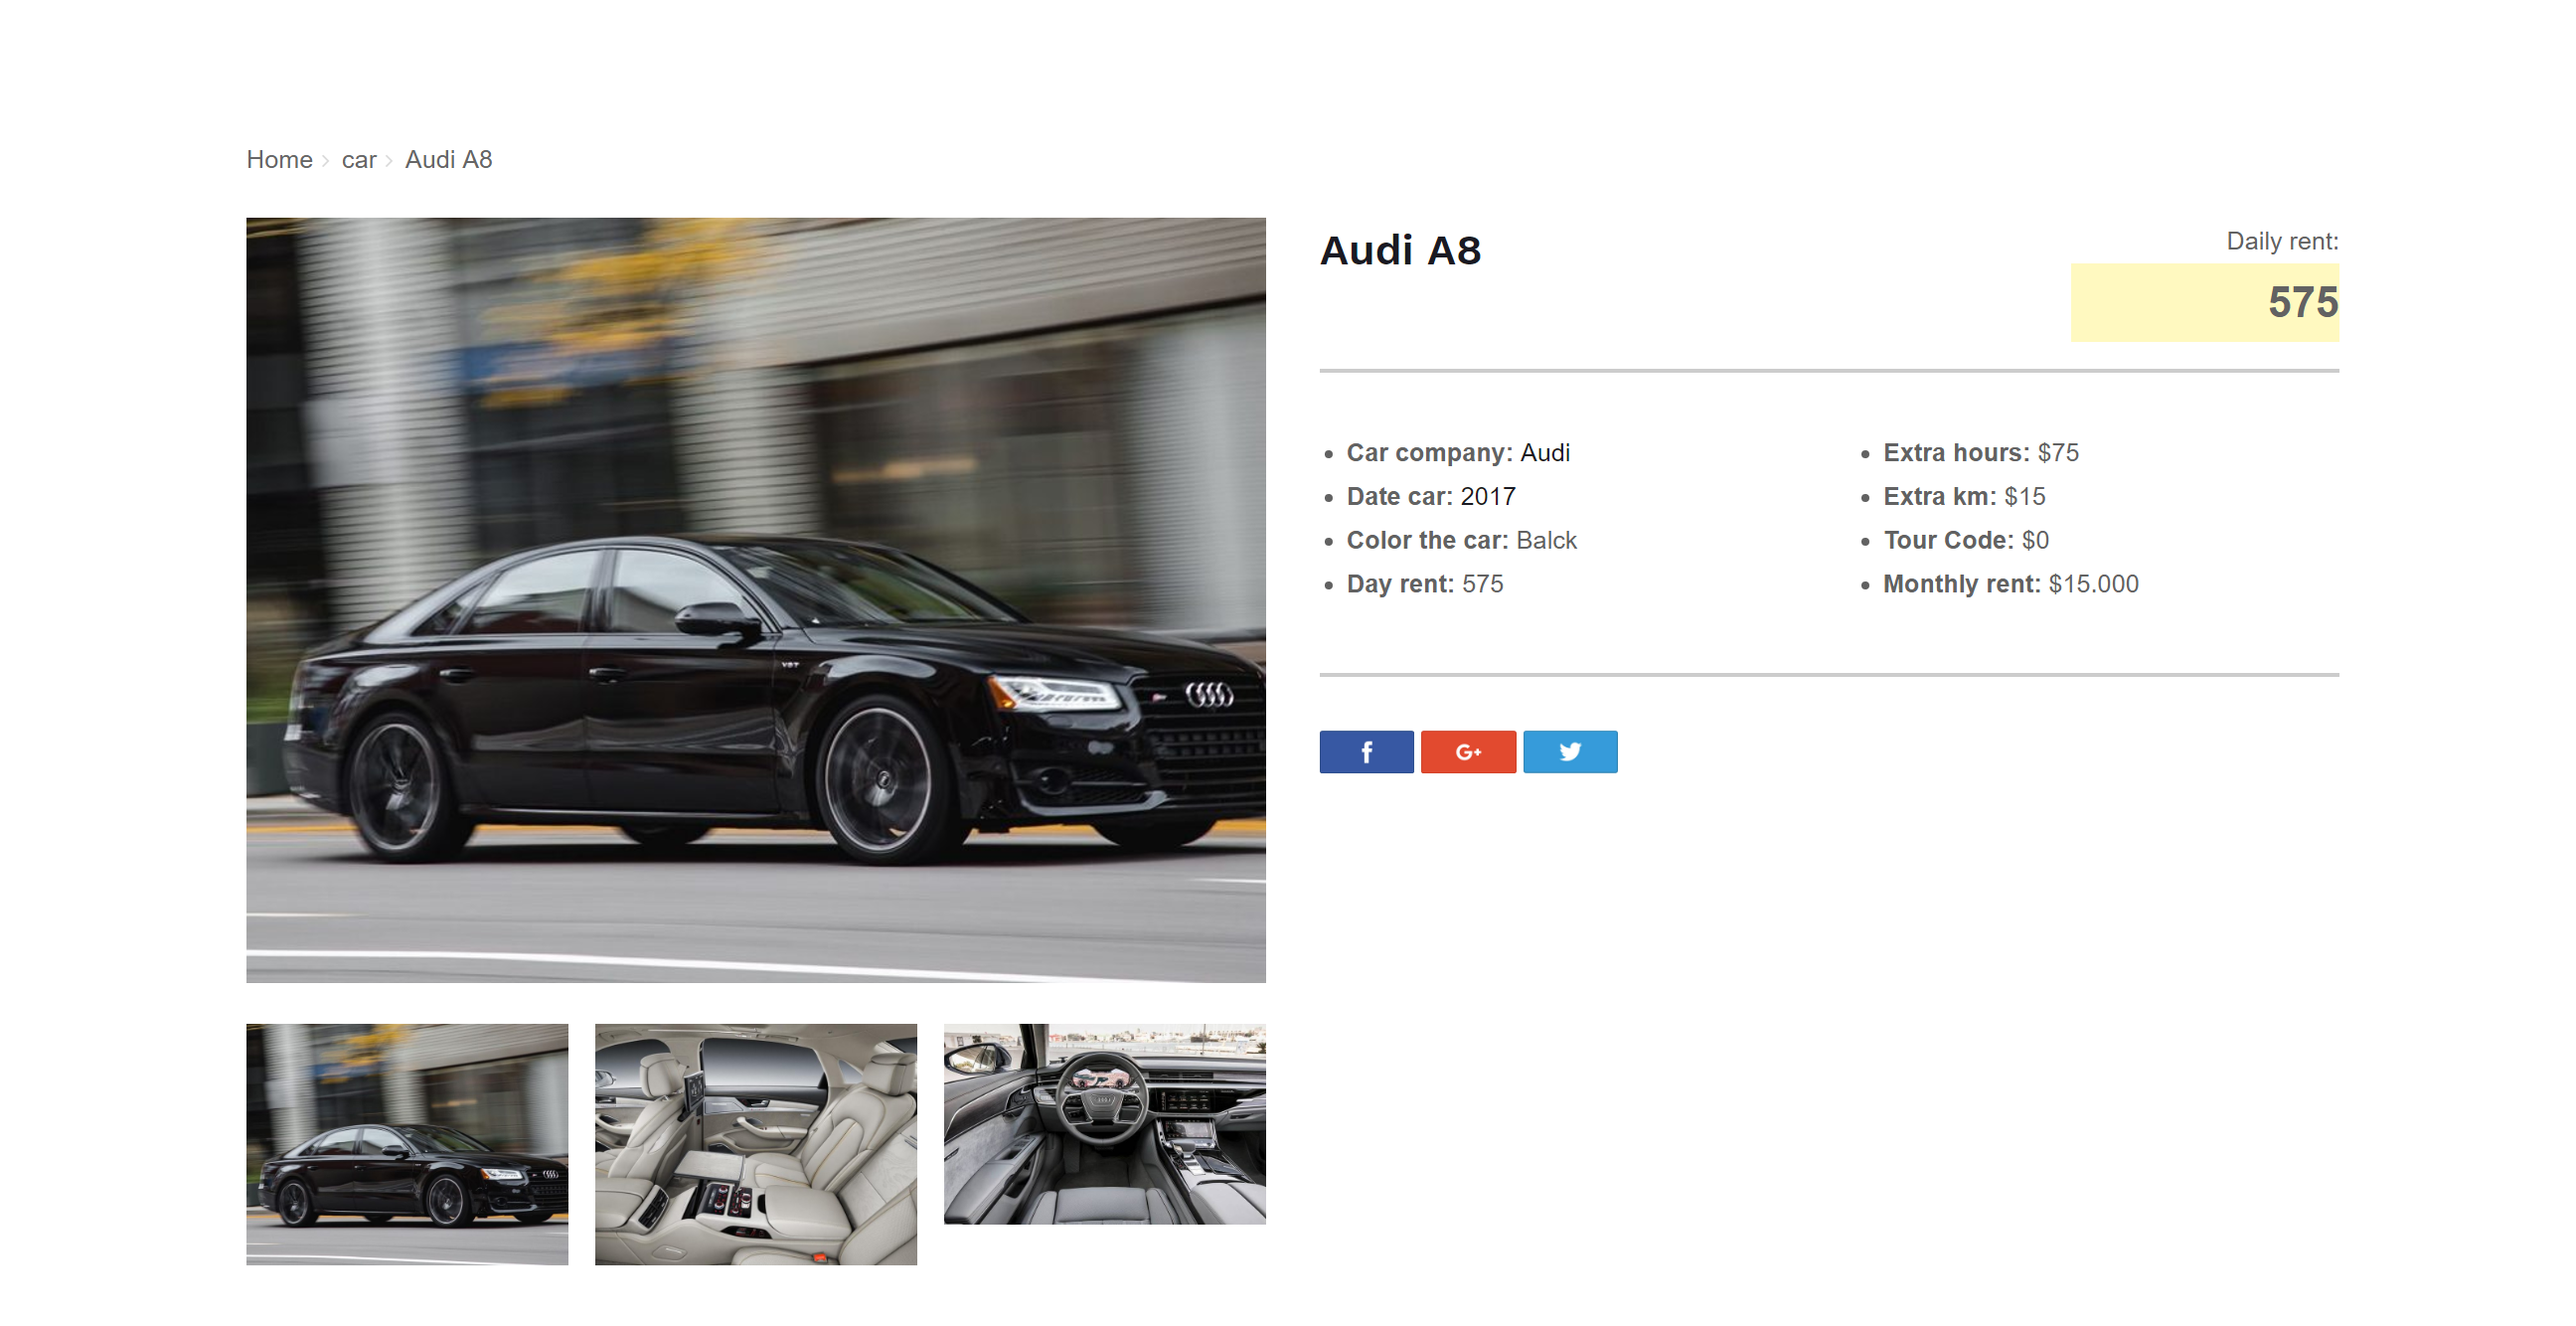 Home > car > Audi A8
Audi A8
Daily rent:
575
Car company: Audi
Date car: 2017
Color the car: Balck
Day rent: 575
Extra hours: $75
Extra km: $15
Tour Code: $0
Monthly rent: $15.000
f G+
V8T